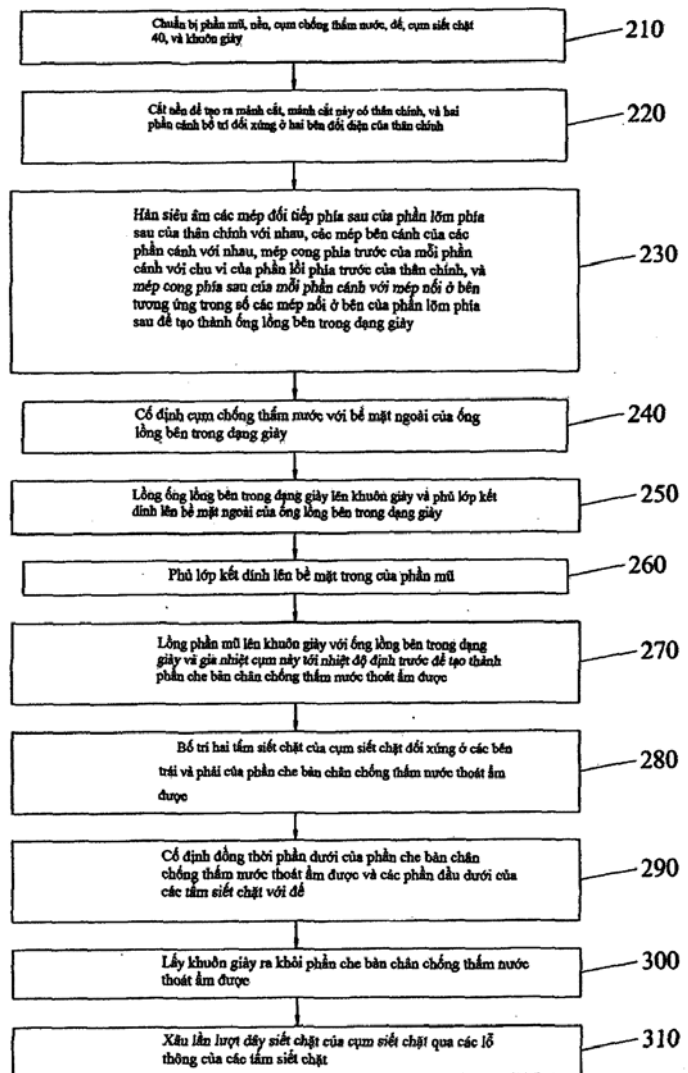 Chuẩn bị phần mũ, nền, cụm chống thấm nước, đế, cụm siết chặt
40, và khuôn giày
210
Cắt nền để tạo ra mảnh cắt, mảnh cắt này có thân chính, và hai
phần cánh bố trí đối xứng ở hai bên đối diện của thân chính
220
Hàn siêu âm các mép đối tiếp phía sau của phần lõm phía
sau của thân chính với nhau, các mép bên cánh của các
phần cánh với nhau, mép cong phía trước của mỗi phần
cánh với chu vi của phần lồi phía trước của thân chính, và
mép cong phía sau của mỗi phần cánh với mép nối ở bên
tương ứng trong số các mép nối ở bên của phần lõm phía
sau để tạo thành ống lồng bên trong dạng giày
230
Cố định cụm chống thấm nước với bề mặt ngoài của ống
lồng bên trong dạng giày
240
Lồng ống lồng bên trong dạng giày lên khuôn giày và phủ lớp kết
dính lên bề mặt ngoài của ống lồng bên trong dạng giày
250
Phủ lớp kết dính lên bề mặt trong của phần mũ
260
Lồng phần mũ lên khuôn giày với ống lồng bên trong dạng
giày và gia nhiệt cụm này tới nhiệt độ định trước để tạo thành
phần che bàn chân chống thấm nước thoát ẩm được
270
Bố trí hai tấm siết chặt của cụm siết chặt đối xứng ở các bên
trái và phải của phần che bàn chân chống thấm nước thoát ẩm
được
280
Cố định đồng thời phần dưới của phần che bàn chân
chống thấm nước thoát ẩm được và các phần đầu dưới của
các tấm siết chặt với đế
290
Lấy khuôn giày ra khỏi phần che bàn chân chống thấm nước
thoát ẩm được
300
Xâu lần lượt dây siết chặt của cụm siết chặt qua các lỗ
thông của các tấm siết chặt
310